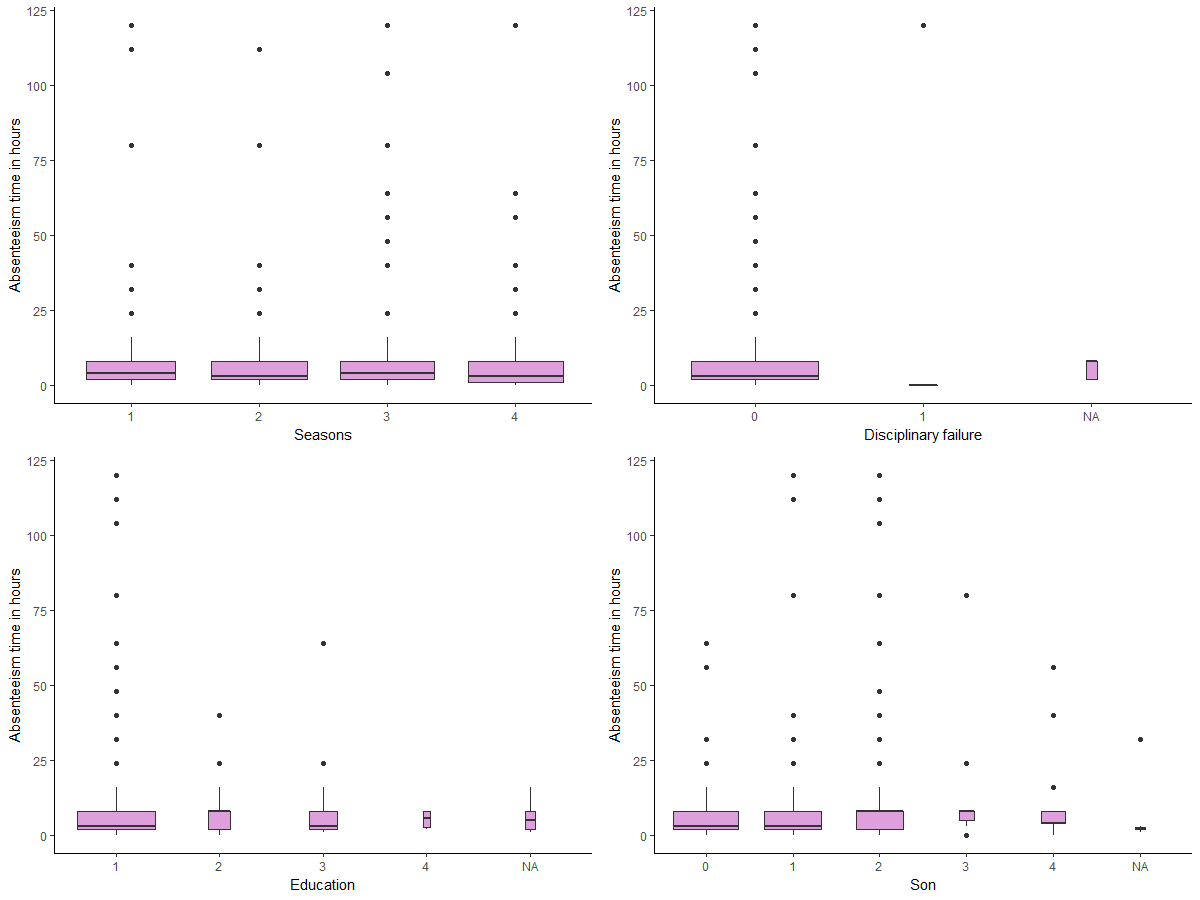 125
100
75
50
25
0
Absenteeism time in hours
1 2 3 4
Seasons
125
100
75
50
25
0
Absenteeism time in hours
0 1 NA
Disciplinary failure
125
100
75
50
25
0
Absenteeism time in hours
1 2 3 4 NA
Education
125
100
75
50
25
0
Absenteeism time in hours
0 1 2 3 4 NA
Son